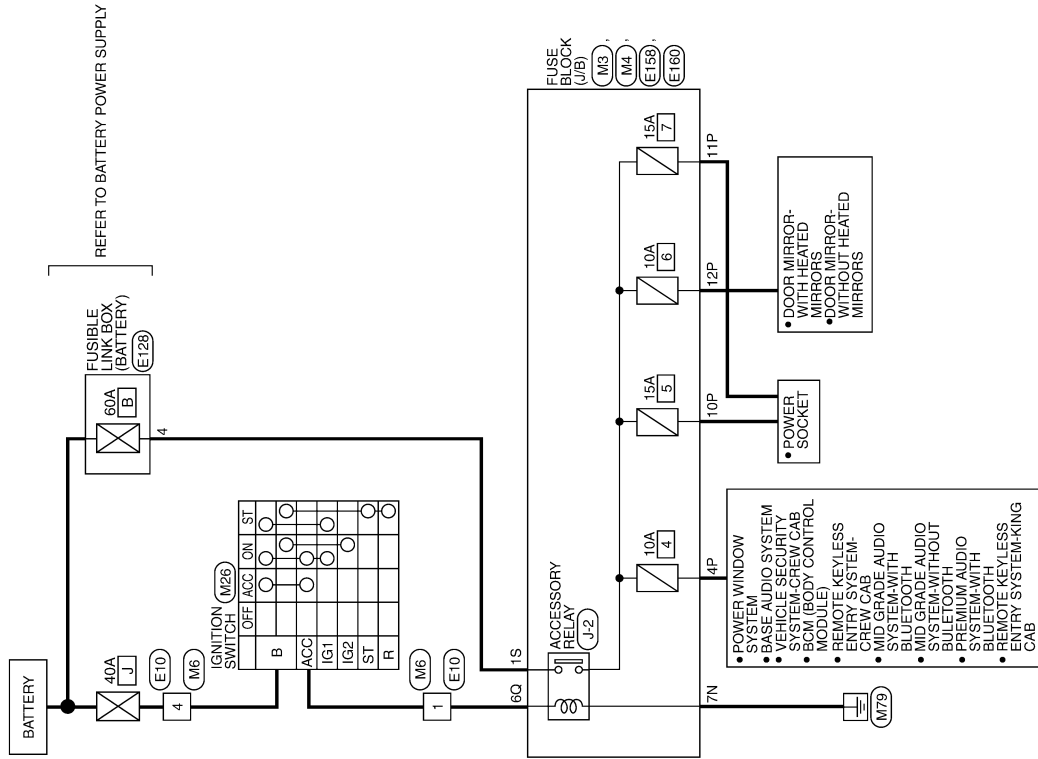 REFER TO BATTERY POWER SUPPLY
BATTERY
FUSIBLE
LINK BOX
(BATTERY)
E128
60A
B
4
40A
J
E10
4
M6
IGNITION
SWITCH
M26
OFF
ACC
ON
ST
B
ACC
IG1
IG2
ST
R
M6
1
E10
FUSE
BLOCK
(J/B)
M3 ,
M4 ,
E158 ,
E160
6Q
1S
ACCESSORY
RELAY
J-2
10A
4
15A
5
10A
6
15A
7
7N
4P
10P
12P
11P
M79
• POWER WINDOW
SYSTEM
• BASE AUDIO SYSTEM
• VEHICLE SECURITY
SYSTEM-CREW CAB
• BCM (BODY CONTROL
MODULE)
• REMOTE KEYLESS
ENTRY SYSTEM-
CREW CAB
• MID GRADE AUDIO
SYSTEM-WITH
BLUETOOTH
• MID GRADE AUDIO
SYSTEM-WITHOUT
BULETOOTH
• PREMIUM AUDIO
SYSTEM-WITH
BLUETOOTH
• REMOTE KEYLESS
ENTRY SYSTEM-KING
CAB
• POWER
SOCKET
• DOOR MIRROR-
WITH HEATED
MIRRORS
• DOOR MIRROR-
WITHOUT HEATED
MIRRORS